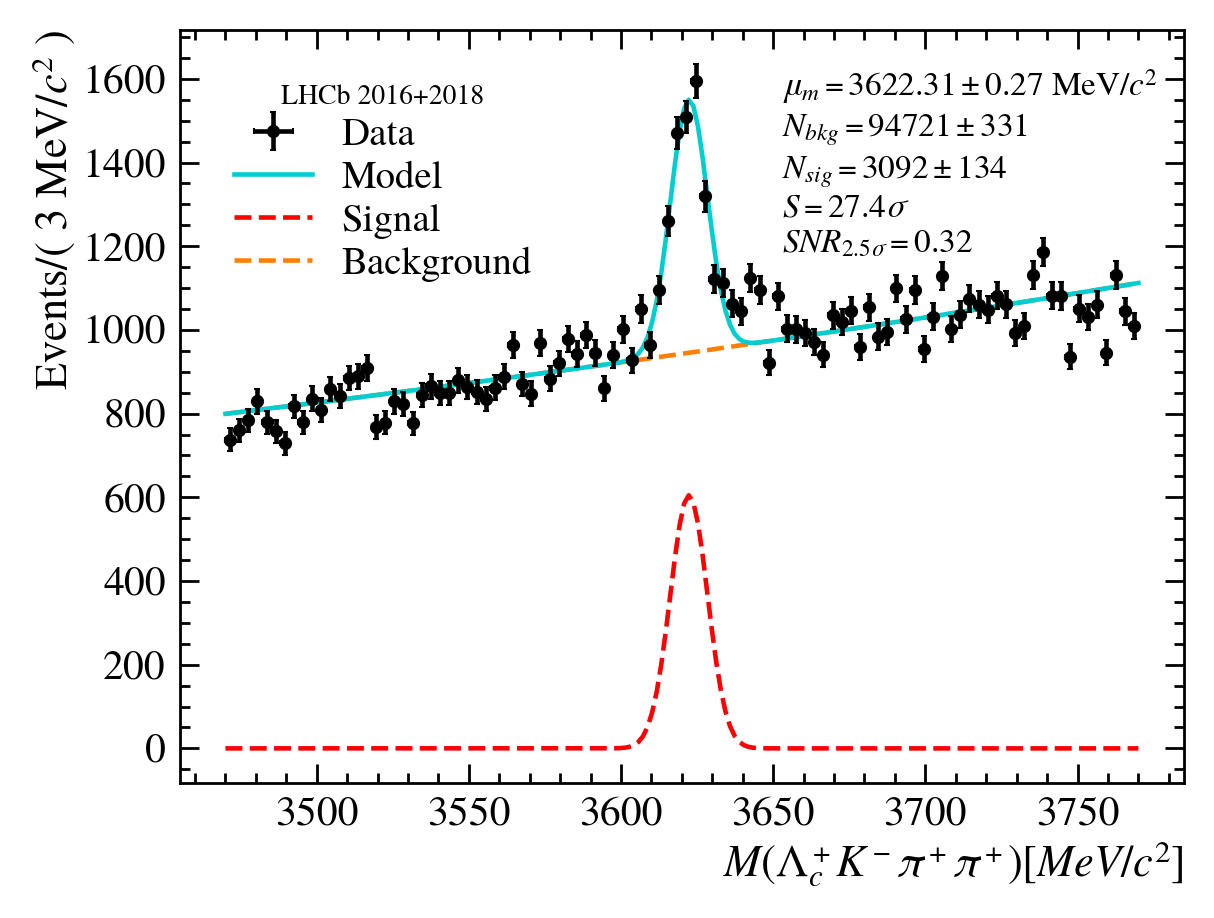 Events/( 3 MeV/c² )
1600
1400
1200
1000
800
600
400
200
0
LHCb 2016+2018
Data
Model
Signal
Background
μₘ = 3622.31 ± 0.27 MeV/c²
N_bkg = 94721 ± 331
N_sig = 3092 ± 134
S = 27.4σ
SNR_2.5σ = 0.32
3500 3550 3600 3650 3700 3750
M(Λ_c⁺K⁻π⁺π⁺)[MeV/c²]